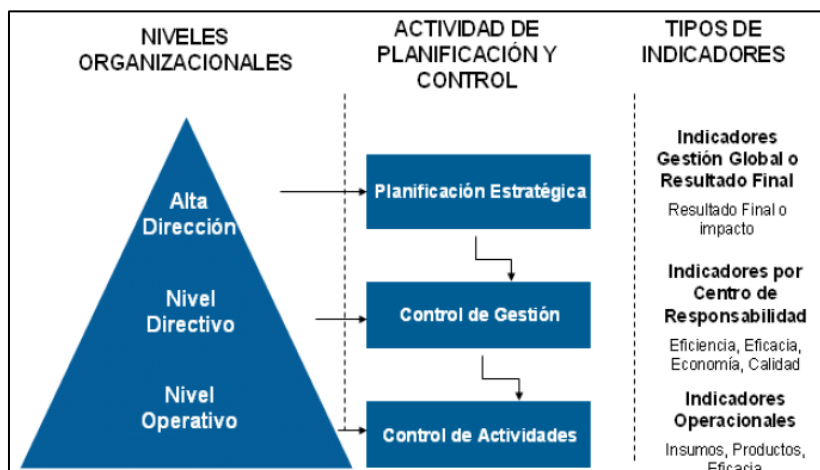 NIVELES
ORGANIZACIONALES
ACTIVIDAD DE
PLANIFICACIÓN Y
CONTROL
TIPOS DE
INDICADORES
Alta
Dirección
Planificación Estratégica
Indicadores
Gestión Global o
Resultado Final
Resultado Final o
impacto
Nivel
Directivo
Control de Gestión
Indicadores por
Centro de
Responsabilidad
Eficiencia, Eficacia,
Economía, Calidad
Nivel
Operativo
Control de Actividades
Indicadores
Operacionales
Insumos, Productos,
Eficacia